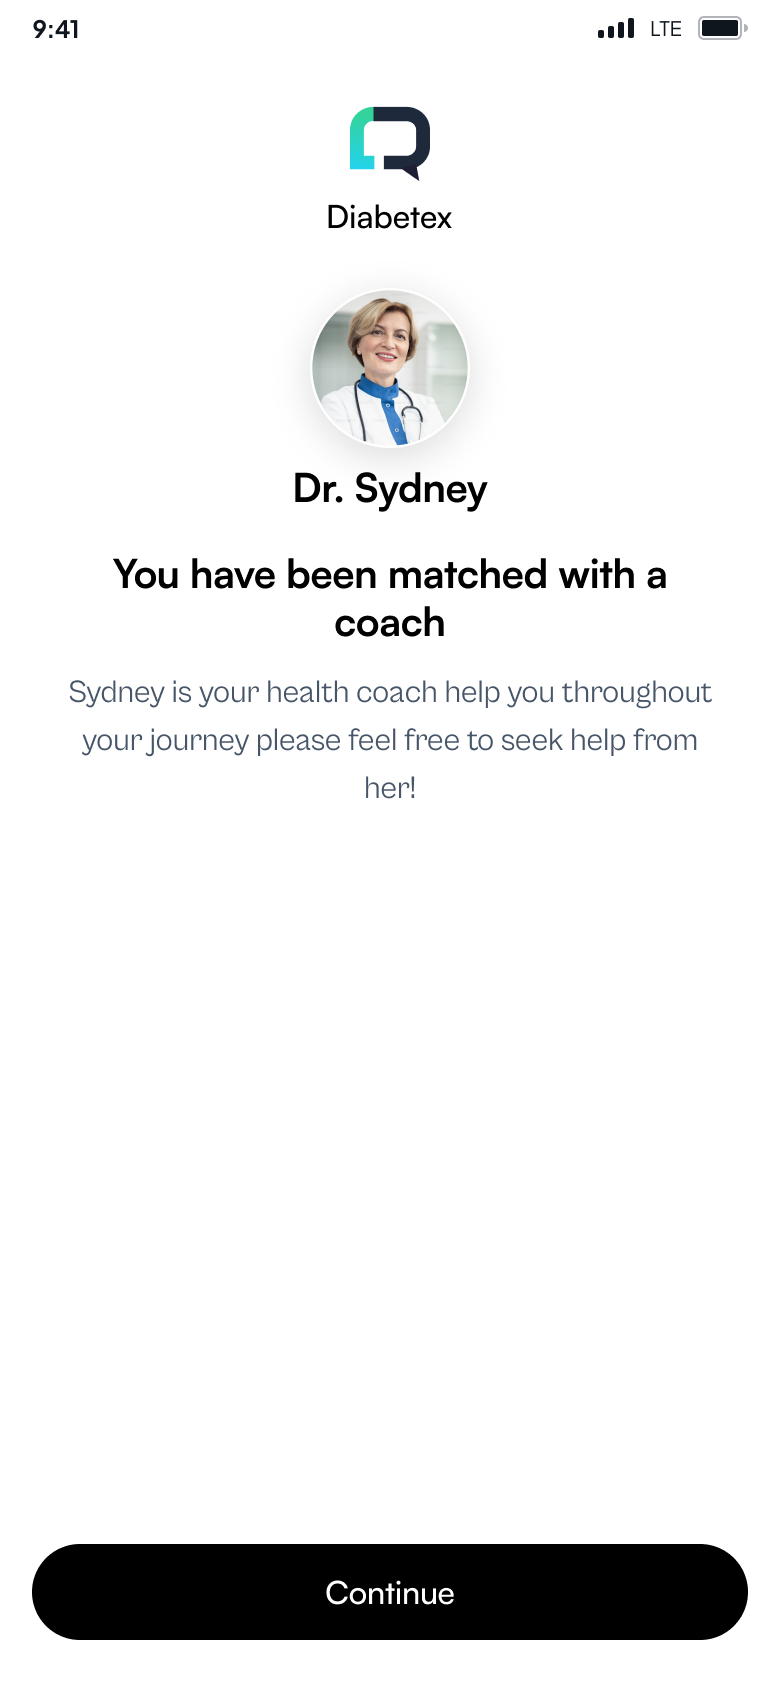 9:41
LTE
Diabetex
Dr. Sydney
You have been matched with a
coach
Sydney is your health coach help you throughout
your journey please feel free to seek help from
her!
Continue